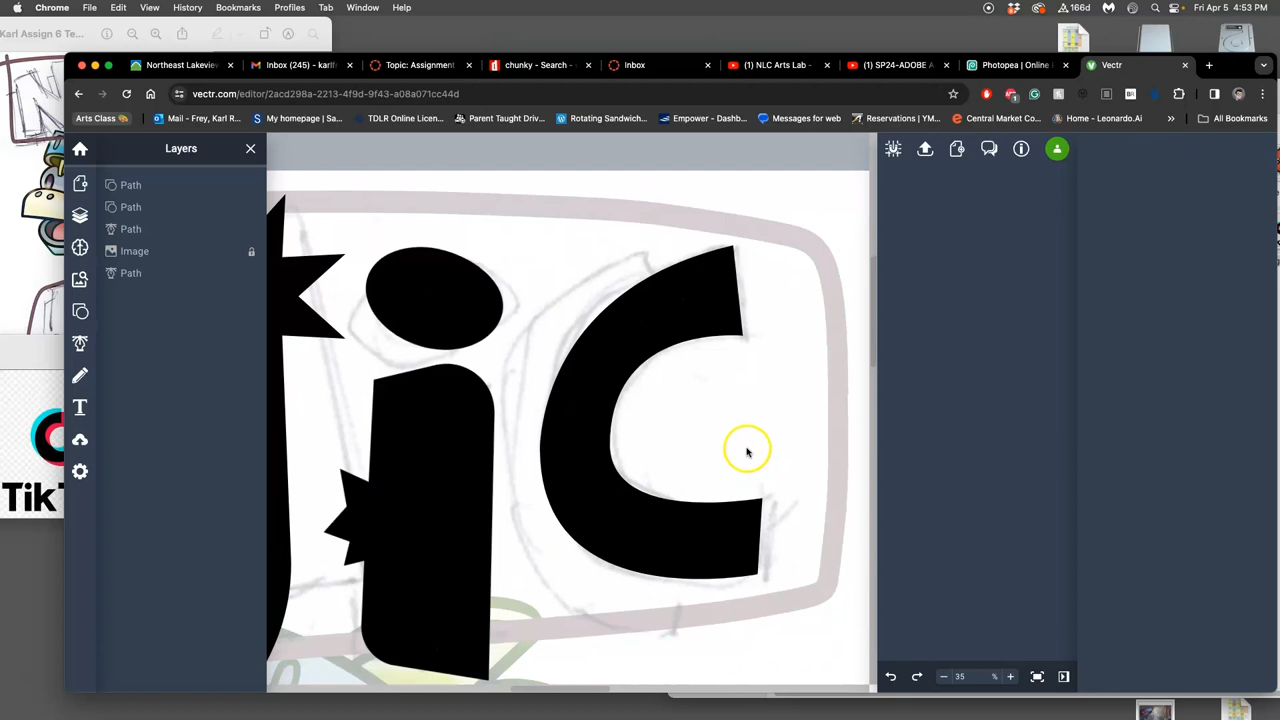 Chrome File Edit View History Bookmarks Profiles Tab Window Help 166d Fri Apr 5 4:53 PM
Karl Assign 6 Te...
Northeast Lakeview Inbox (245) - karlf Topic: Assignment chunky - Search - Inbox (1) NLC Arts Lab - (1) SP24-ADOBE A Photopea | Online Vectr
vectr.com/editor/2acd298a-2213-4f9d-9f43-a08a071cc44d
Arts Class Mail - Frey, Karl R... My homepage | Sa... TDLR Online Licen... Parent Taught Driv... Rotating Sandwich... Empower - Dashbo... Messages for web Reservations | YM... Central Market Co... Home - Leonardo.Ai » All Bookmarks
Layers
Path
Path
Path
Image
Path
ic
TikT
35 %